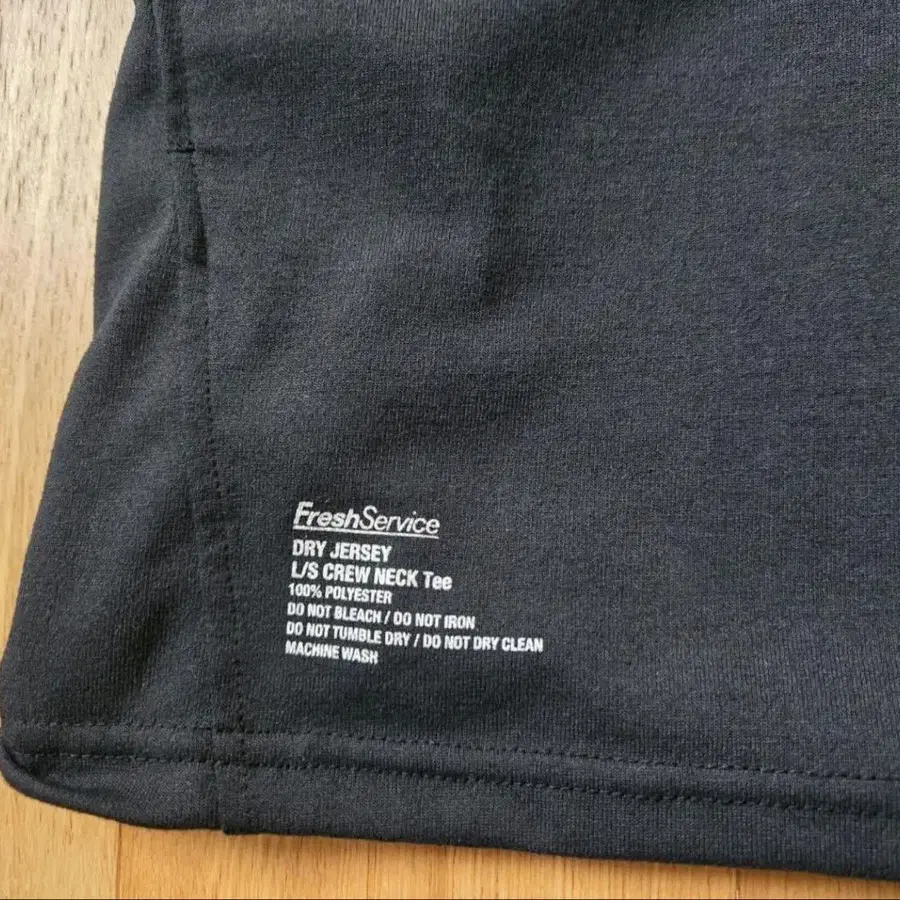 FreshService
DRY JERSEY
L/S CREW NECK Tee
100% POLYESTER
DO NOT BLEACH / DO NOT IRON
DO NOT TUMBLE DRY / DO NOT DRY CLEAN
MACHINE WASH